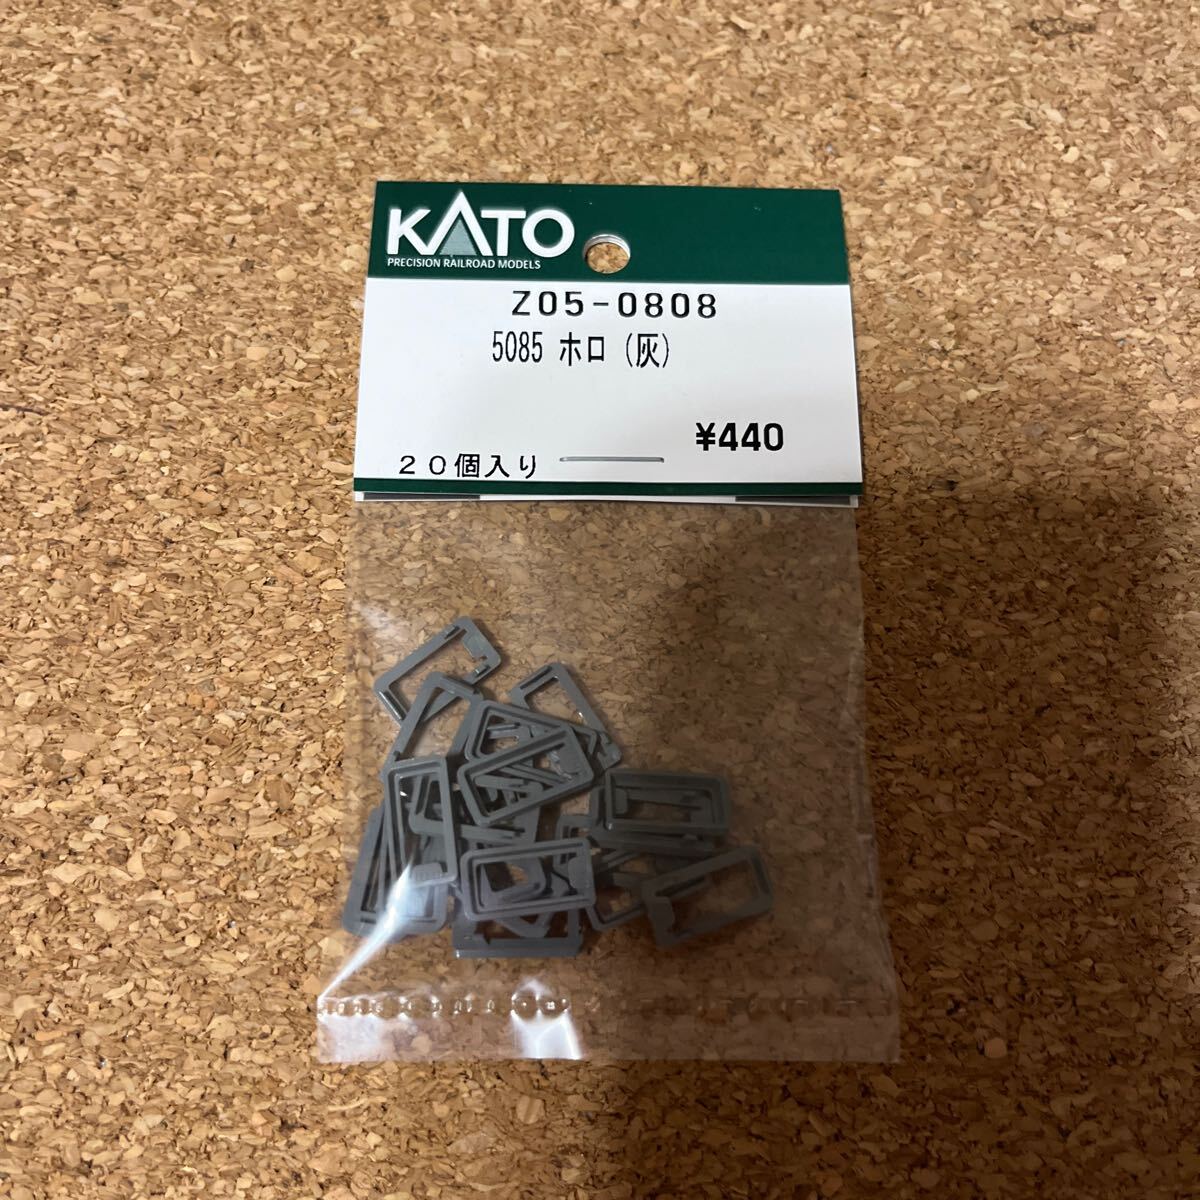 KATO
PRECISION RAILROAD MODELS
Z05-0808
5085 ホロ (灰)
¥440
20個入り